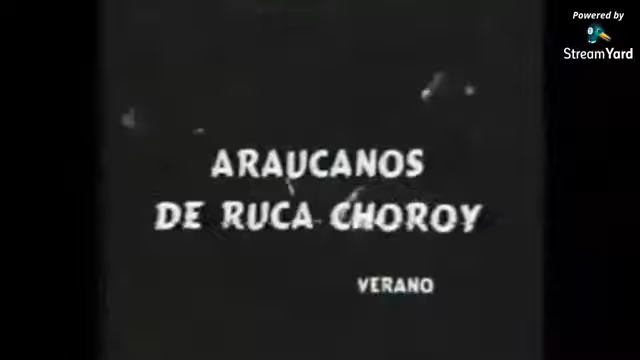 Powered by
StreamYard
ARAUCANOS
DE RUCA CHOROY
VERANO